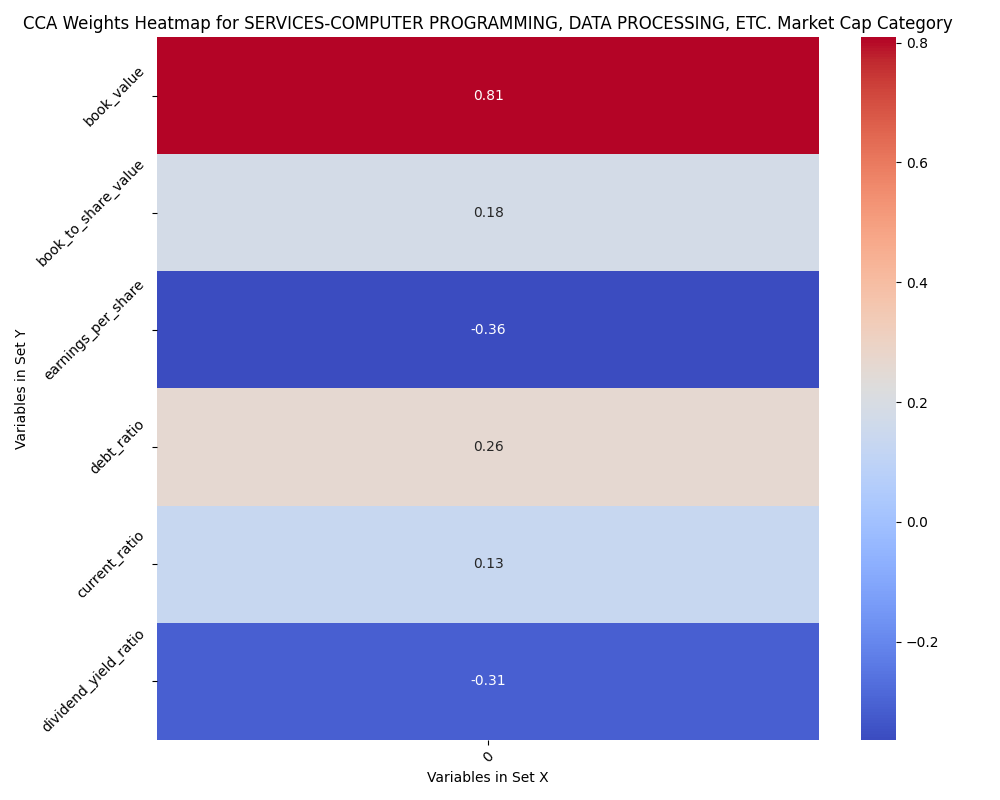 CCA Weights Heatmap for SERVICES-COMPUTER PROGRAMMING, DATA PROCESSING, ETC. Market Cap Category
Variables in Set Y
book_value
0.81
book_to_share_value
0.18
earnings_per_share
-0.36
debt_ratio
0.26
current_ratio
0.13
dividend_yield_ratio
-0.31
0
Variables in Set X
0.8
0.6
0.4
0.2
0.0
−0.2